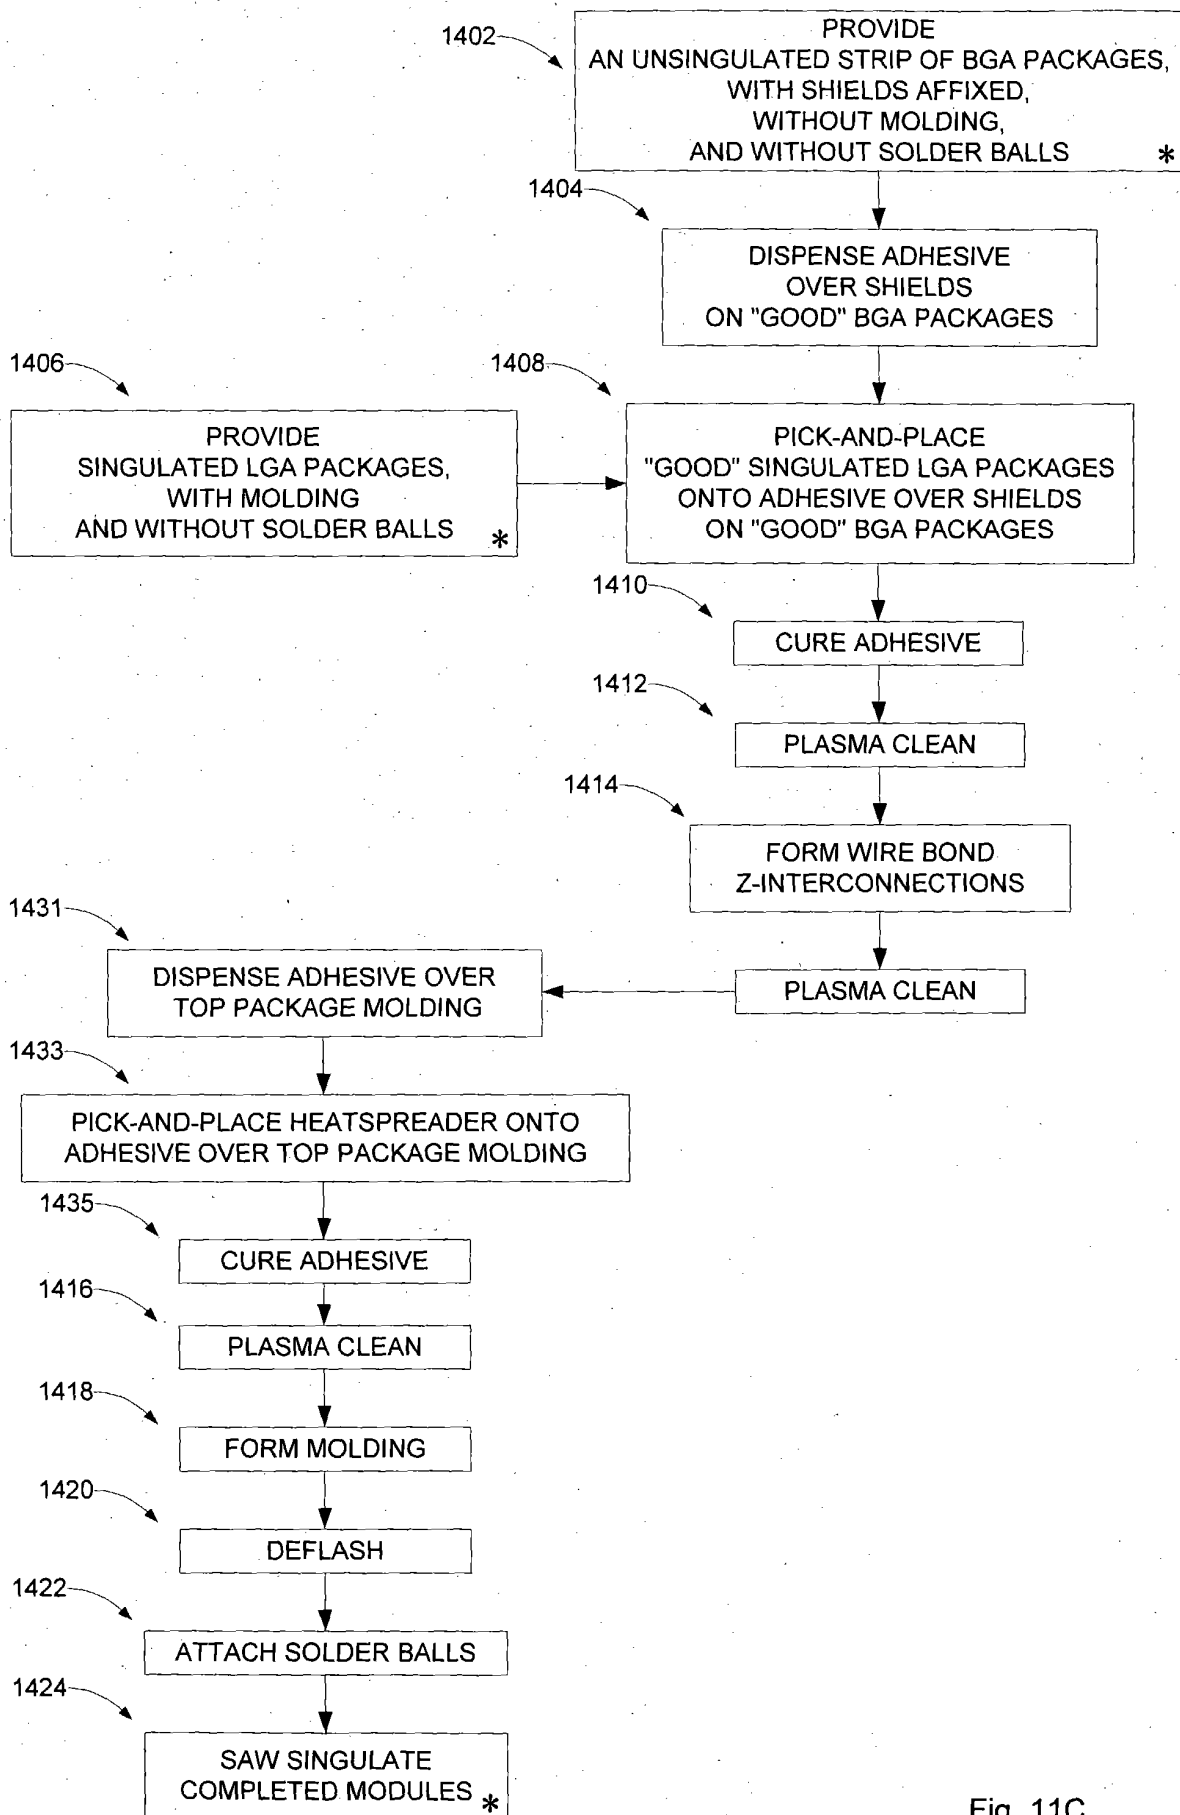 1402
PROVIDE
AN UNSINGULATED STRIP OF BGA PACKAGES,
WITH SHIELDS AFFIXED,
WITHOUT MOLDING,
AND WITHOUT SOLDER BALLS *
1404
DISPENSE ADHESIVE
OVER SHIELDS
ON "GOOD" BGA PACKAGES
1406
PROVIDE
SINGULATED LGA PACKAGES,
WITH MOLDING
AND WITHOUT SOLDER BALLS *
1408
PICK-AND-PLACE
"GOOD" SINGULATED LGA PACKAGES
ONTO ADHESIVE OVER SHIELDS
ON "GOOD" BGA PACKAGES
1410
CURE ADHESIVE
1412
PLASMA CLEAN
1414
FORM WIRE BOND
Z-INTERCONNECTIONS
PLASMA CLEAN
1431
DISPENSE ADHESIVE OVER
TOP PACKAGE MOLDING
1433
PICK-AND-PLACE HEATSPREADER ONTO
ADHESIVE OVER TOP PACKAGE MOLDING
1435
CURE ADHESIVE
1416
PLASMA CLEAN
1418
FORM MOLDING
1420
DEFLASH
1422
ATTACH SOLDER BALLS
1424
SAW SINGULATE
COMPLETED MODULES *
Fig. 11C